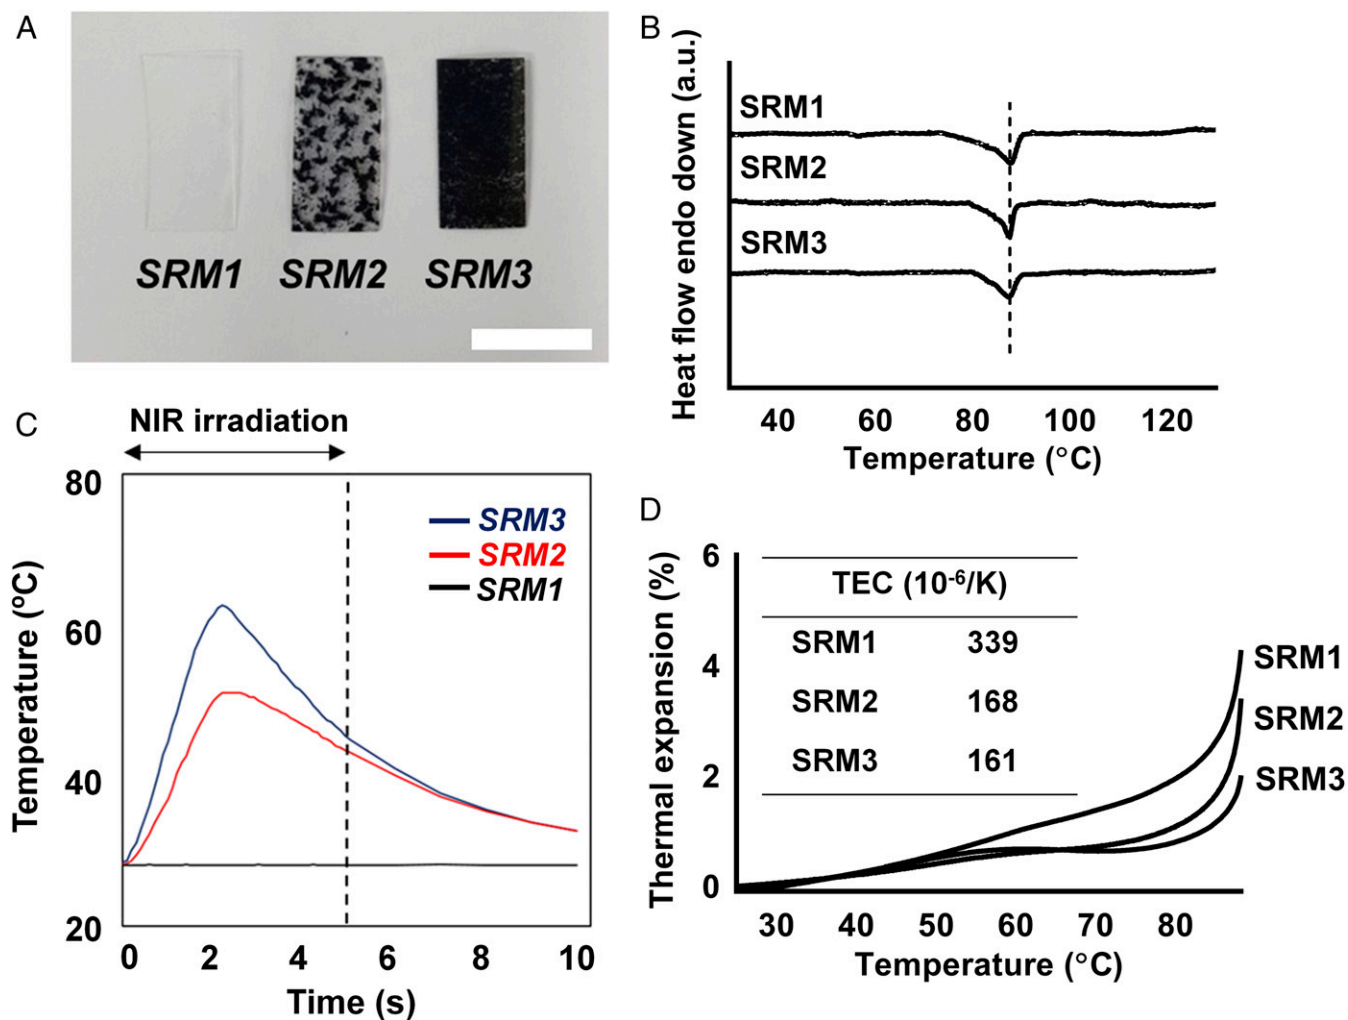 A
SRM1 SRM2 SRM3
B
Heat flow endo down (a.u.)
SRM1
SRM2
SRM3
40 60 80 100 120
Temperature (°C)
C
NIR irradiation
Temperature (ºC)
80
60
40
20
SRM3
SRM2
SRM1
0 2 4 6 8 10
Time (s)
D
Thermal expansion (%)
6
4
2
0
TEC (10⁻⁶/K)
SRM1 339
SRM2 168
SRM3 161
SRM1
SRM2
SRM3
30 40 50 60 70 80
Temperature (°C)